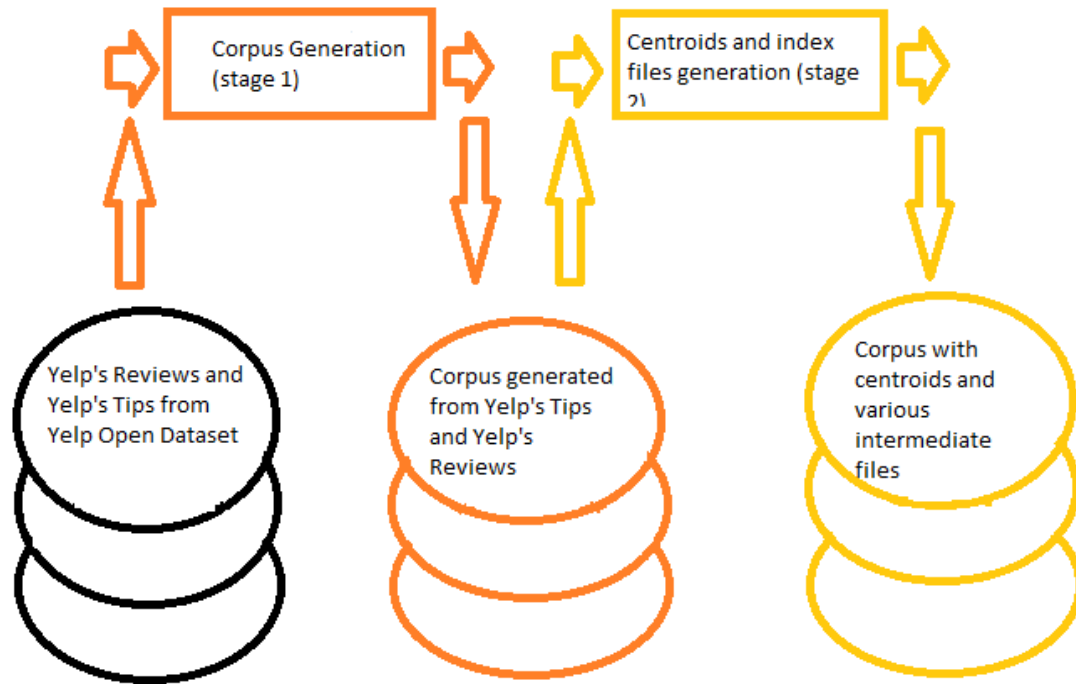 Corpus Generation
(stage 1)
Centroids and index
files generation (stage
2)
Yelp's Reviews and
Yelp's Tips from
Yelp Open Dataset
Corpus generated
from Yelp's Tips
and Yelp's
Reviews
Corpus with
centroids and
various
intermediate
files